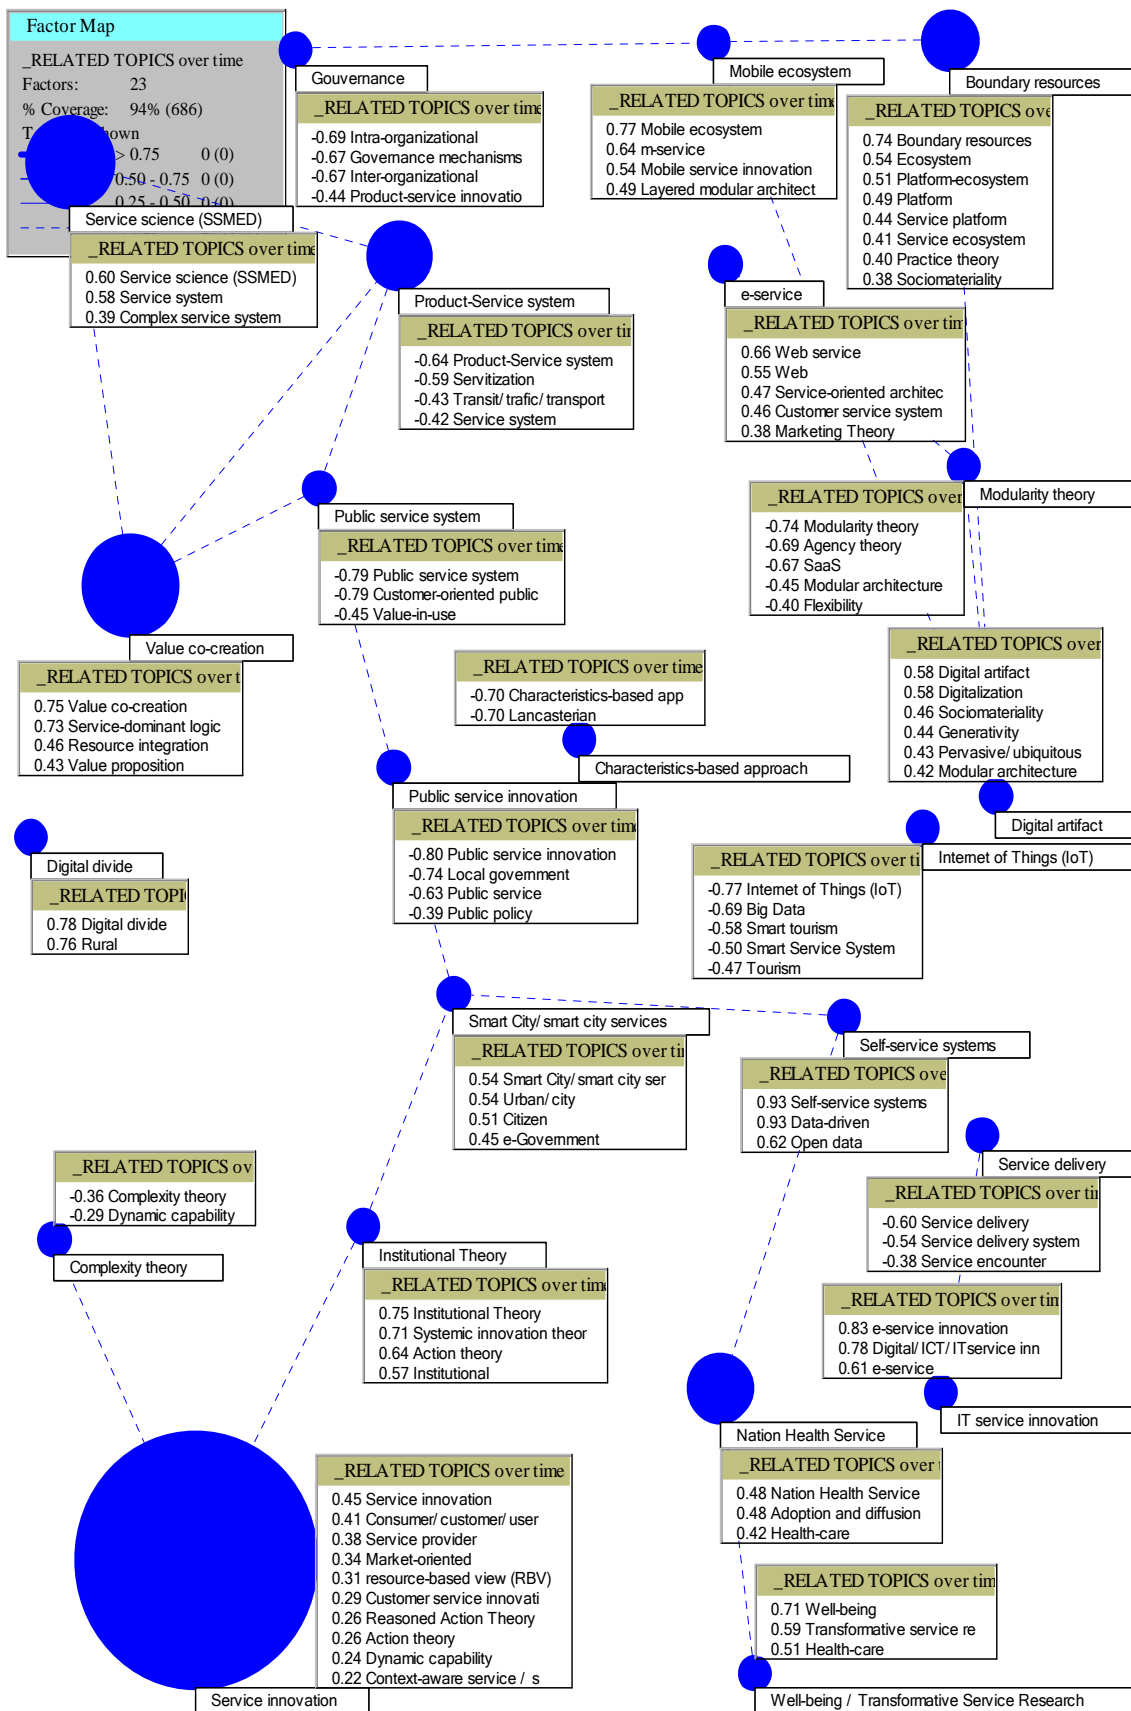 Factor Map
_RELATED TOPICS over time
Factors: 23
% Coverage: 94% (686)
> 0.75 0 (0)
0.50 - 0.75 0 (0)
0.25 - 0.50 0 (0)
Gouvernance
_RELATED TOPICS over time
-0.69 Intra-organizational
-0.67 Governance mechanisms
-0.67 Inter-organizational
-0.44 Product-service innovatio
Mobile ecosystem
_RELATED TOPICS over time
0.77 Mobile ecosystem
0.64 m-service
0.54 Mobile service innovation
0.49 Layered modular architect
Boundary resources
_RELATED TOPICS over
0.74 Boundary resources
0.54 Ecosystem
0.51 Platform-ecosystem
0.49 Platform
0.44 Service platform
0.41 Service ecosystem
0.40 Practice theory
0.38 Sociomateriality
Service science (SSMED)
_RELATED TOPICS over time
0.60 Service science (SSMED)
0.58 Service system
0.39 Complex service system
Product-Service system
_RELATED TOPICS over tim
-0.64 Product-Service system
-0.59 Servitization
-0.43 Transit/ trafic/ transport
-0.42 Service system
e-service
_RELATED TOPICS over tim
0.66 Web service
0.55 Web
0.47 Service-oriented architec
0.46 Customer service system
0.38 Marketing Theory
Modularity theory
_RELATED TOPICS over
-0.74 Modularity theory
-0.69 Agency theory
-0.67 SaaS
-0.45 Modular architecture
-0.40 Flexibility
Public service system
_RELATED TOPICS over time
-0.79 Public service system
-0.79 Customer-oriented public
-0.45 Value-in-use
Value co-creation
_RELATED TOPICS over t
0.75 Value co-creation
0.73 Service-dominant logic
0.46 Resource integration
0.43 Value proposition
_RELATED TOPICS over time
-0.70 Characteristics-based app
-0.70 Lancasterian
Characteristics-based approach
_RELATED TOPICS over
0.58 Digital artifact
0.58 Digitalization
0.46 Sociomateriality
0.44 Generativity
0.43 Pervasive/ ubiquitous
0.42 Modular architecture
Digital artifact
Public service innovation
_RELATED TOPICS over time
-0.80 Public service innovation
-0.74 Local government
-0.63 Public service
-0.39 Public policy
Internet of Things (IoT)
_RELATED TOPICS over ti
-0.77 Internet of Things (IoT)
-0.69 Big Data
-0.58 Smart tourism
-0.50 Smart Service System
-0.47 Tourism
Digital divide
_RELATED TOPI
0.78 Digital divide
0.76 Rural
Smart City/ smart city services
_RELATED TOPICS over tim
0.54 Smart City/ smart city ser
0.54 Urban/ city
0.51 Citizen
0.45 e-Government
Self-service systems
_RELATED TOPICS ove
0.93 Self-service systems
0.93 Data-driven
0.62 Open data
Service delivery
_RELATED TOPICS over tim
-0.60 Service delivery
-0.54 Service delivery system
-0.38 Service encounter
_RELATED TOPICS ov
-0.36 Complexity theory
-0.29 Dynamic capability
Complexity theory
Institutional Theory
_RELATED TOPICS over time
0.75 Institutional Theory
0.71 Systemic innovation theor
0.64 Action theory
0.57 Institutional
_RELATED TOPICS over tim
0.83 e-service innovation
0.78 Digital/ ICT/ ITservice inn
0.61 e-service
IT service innovation
Nation Health Service
_RELATED TOPICS over t
0.48 Nation Health Service
0.48 Adoption and diffusion
0.42 Health-care
_RELATED TOPICS over time
0.45 Service innovation
0.41 Consumer/ customer/ user
0.38 Service provider
0.34 Market-oriented
0.31 resource-based view (RBV)
0.29 Customer service innovati
0.26 Reasoned Action Theory
0.26 Action theory
0.24 Dynamic capability
0.22 Context-aware service / s
Service innovation
_RELATED TOPICS over tim
0.71 Well-being
0.59 Transformative service re
0.51 Health-care
Well-being / Transformative Service Research